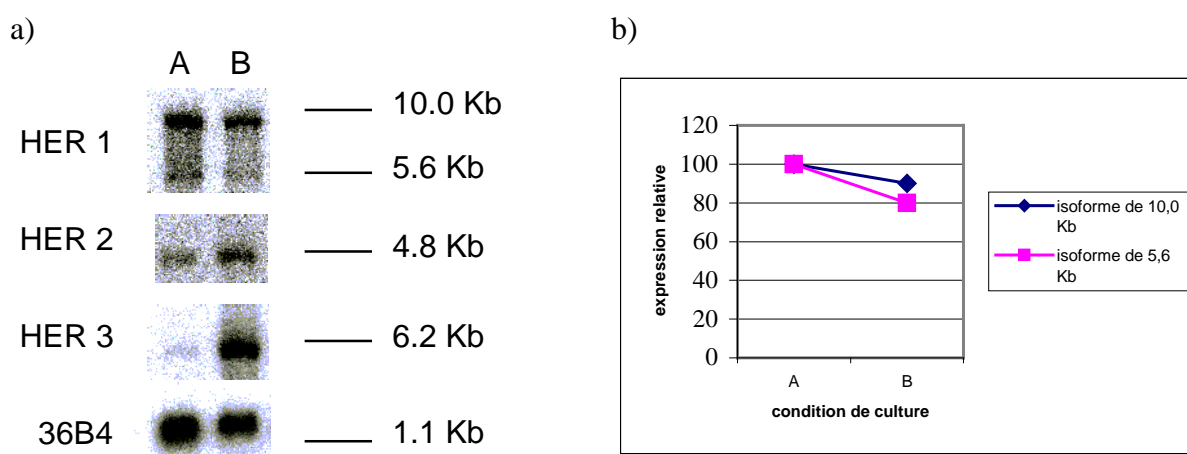 a)
A B
HER 1
10.0 Kb
5.6 Kb
HER 2
4.8 Kb
HER 3
6.2 Kb
36B4
1.1 Kb
b)
120
100
80
60
40
20
0
expression relative
A B
condition de culture
isoforme de 10,0
Kb
isoforme de 5,6
Kb